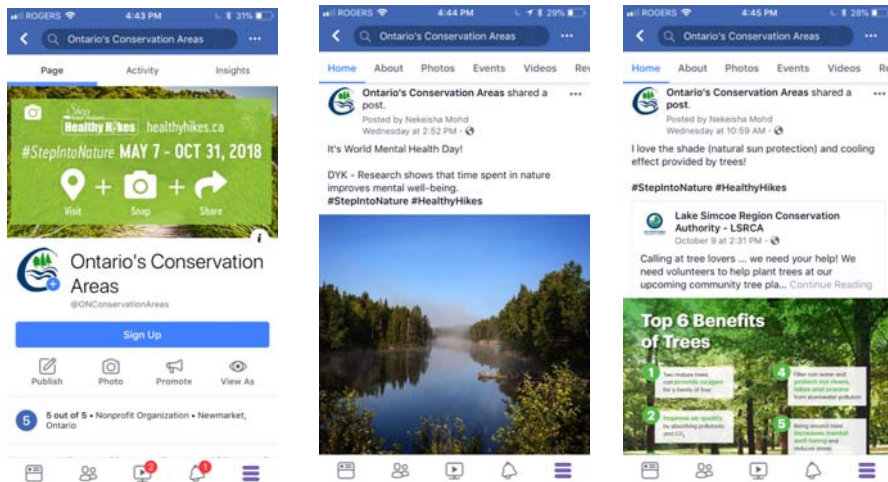 ROGERS 4:43 PM 31%
Ontario's Conservation Areas
Page Activity Insights
Step
Healthy Hikes healthyhikes.ca
#StepIntoNature MAY 7 - OCT 31, 2018
+ +
Visit Snap Share
Ontario's Conservation
Areas
@ONConservationAreas
Sign Up
Publish Photo Promote View As
5 5 out of 5 • Nonprofit Organization • Newmarket,
Ontario
2 1
ROGERS 4:44 PM 29%
Ontario's Conservation Areas
Home About Photos Events Videos Rev
Ontario's Conservation Areas shared a
post.
Posted by Nekeisha Mohd
Wednesday at 2:52 PM •
It's World Mental Health Day!
DYK - Research shows that time spent in nature
improves mental well-being.
#StepIntoNature #HealthyHikes
ROGERS 4:45 PM 28%
Ontario's Conservation Areas
Home About Photos Events Videos Re
Ontario's Conservation Areas shared a
post.
Posted by Nekeisha Mohd
Wednesday at 10:59 AM •
I love the shade (natural sun protection) and cooling
effect provided by trees!
#StepIntoNature #HealthyHikes
Lake Simcoe Region Conservation
Authority - LSRCA
October 9 at 2:31 PM •
Calling at tree lovers ... we need your help! We
need volunteers to help plant trees at our
upcoming community tree pla... Continue Reading
Top 6 Benefits
of Trees
1 Two mature trees
can provide oxygen
for a family of four
2 Improve air quality
by absorbing pollutants
and CO₂
4 Filter rain water and
protect our rivers,
lakes and streams
from stormwater pollution
5 Being around trees
increases mental
well-being and
reduces stress